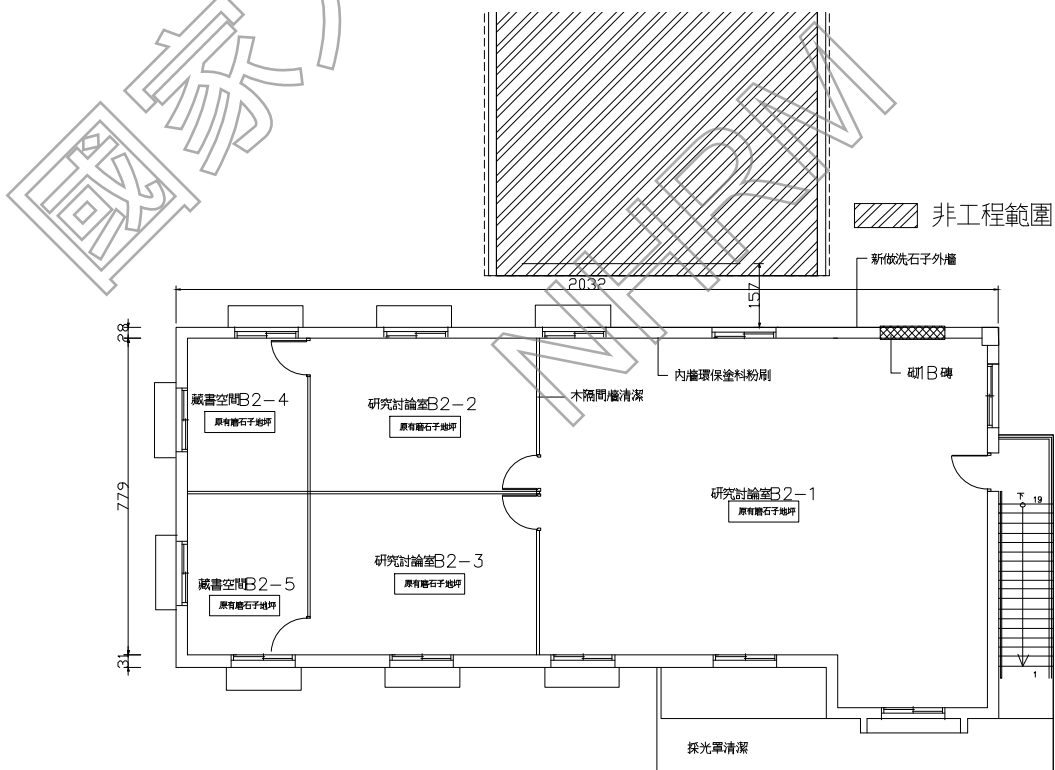 國家人
NHRM
非工程範圍
新做洗石子外牆
2032
157
28
內牆環保塗料粉刷
砌1B磚
木隔間牆清潔
藏書空間B2-4
原有磨石子地坪
研究討論室B2-2
原有磨石子地坪
779
研究討論室B2-1
原有磨石子地坪
下
19
研究討論室B2-3
原有磨石子地坪
藏書空間B2-5
原有磨石子地坪
31
1
採光罩清潔